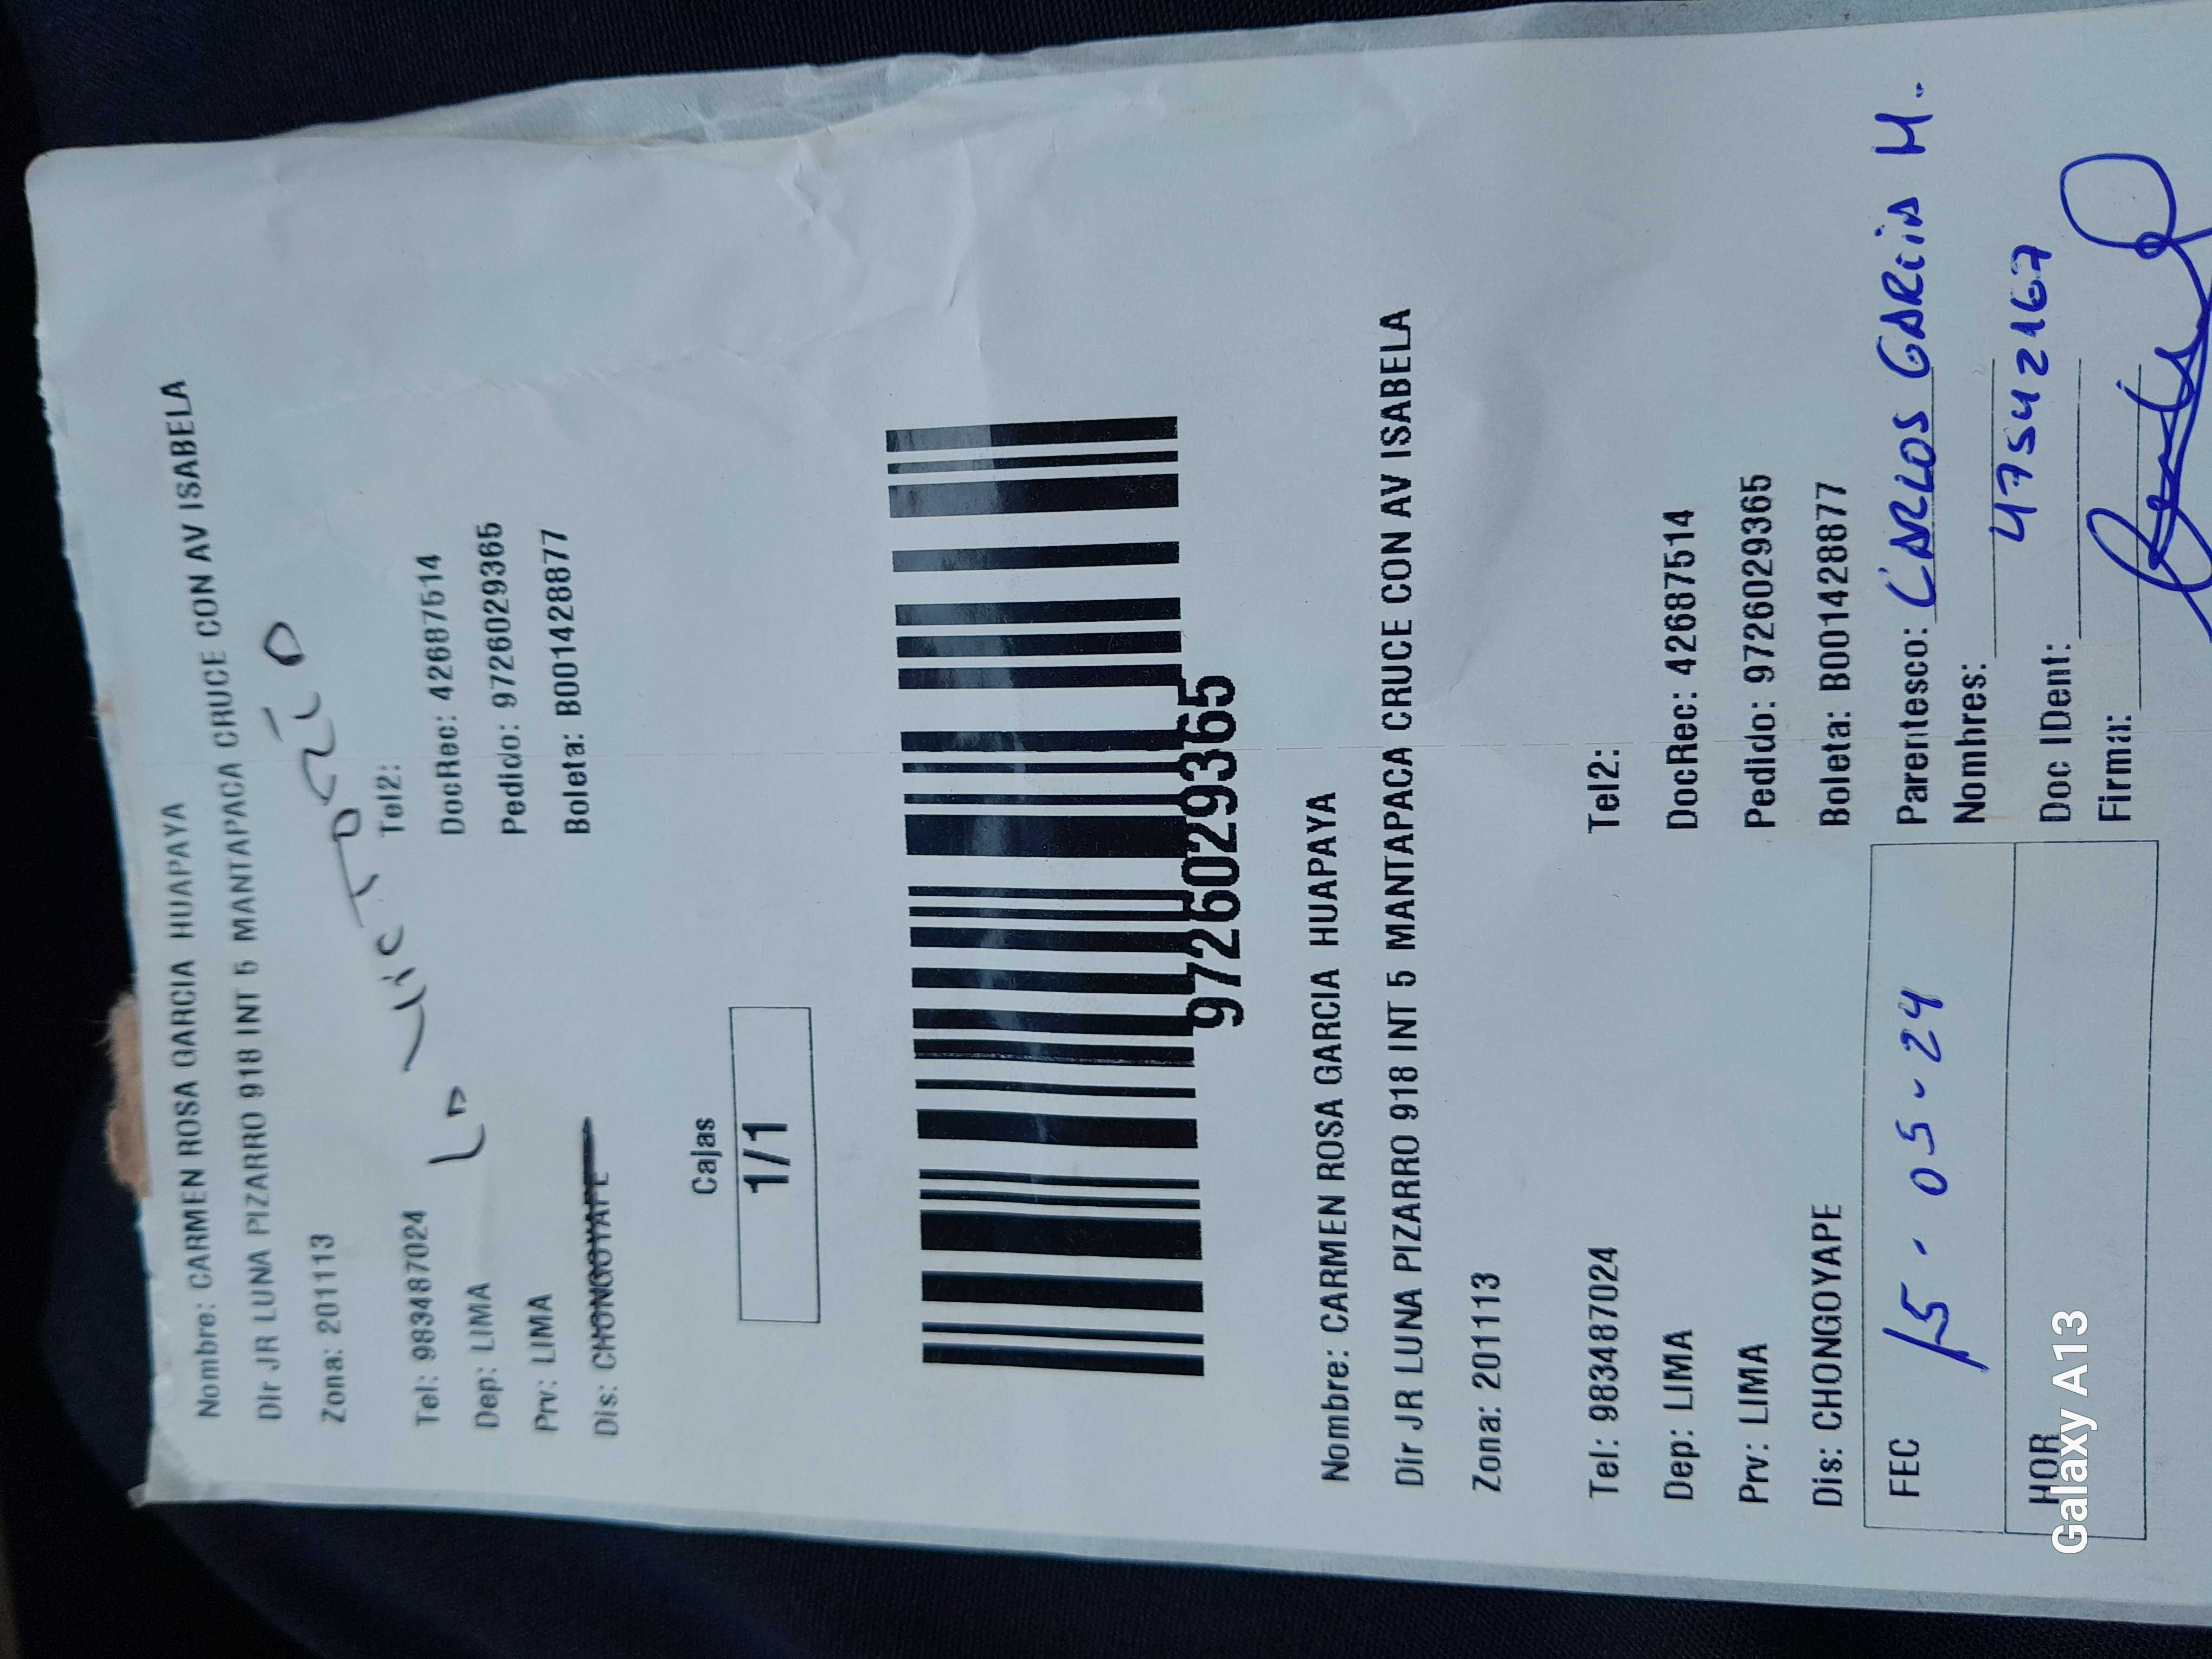 Nombre: CARMEN ROSA GARCIA HUAPAYA
Dir JR LUNA PIZARRO 918 INT 5 MANTAPACA CRUCE CON AV ISABELA
Zona: 201113
La Victoria
Tel: 983487024 Tel2:
Dep: LIMA DocRec: 42687514
Prv: LIMA Pedido: 9726029365
Dis: CHONGOYAPE Boleta: B001428877
Cajas
1/1
9726029365
Nombre: CARMEN ROSA GARCIA HUAPAYA
Dir JR LUNA PIZARRO 918 INT 5 MANTAPACA CRUCE CON AV ISABELA
Zona: 201113
Tel: 983487024 Tel2:
Dep: LIMA DocRec: 42687514
Prv: LIMA Pedido: 9726029365
Dis: CHONGOYAPE Boleta: B001428877
FEC 15-05-24 Parentesco: CARLOS GARCIA H.
Nombres: 47542167
HOR Doc IDent:
Firma:
Galaxy A13